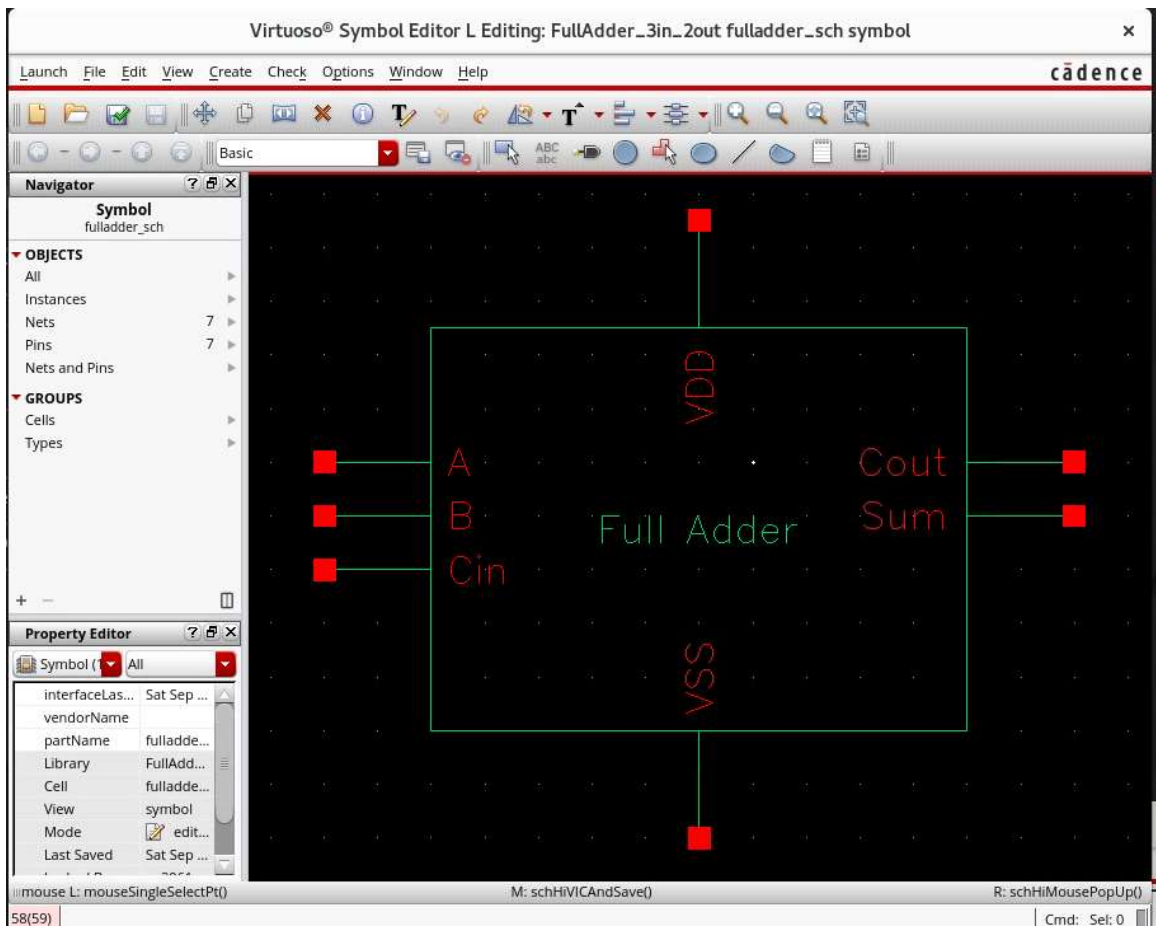 Virtuoso® Symbol Editor L Editing: FullAdder_3in_2out fulladder_sch symbol ×
Launch File Edit View Create Check Options Window Help cādence
Basic ABC abc
Navigator ? X
Symbol
fulladder_sch
OBJECTS
All
Instances
Nets 7
Pins 7
Nets and Pins
GROUPS
Cells
Types
VDD
A Cout
B Sum
Full Adder
Cin
VSS
+ −
Property Editor ? X
Symbol (1 All
interfaceLas... Sat Sep ...
vendorName
partName fulladde...
Library FullAdd...
Cell fulladde...
View symbol
Mode edit...
Last Saved Sat Sep ...
mouse L: mouseSingleSelectPt() M: schHiVICAndSave() R: schHiMousePopUp()
58(59) Cmd: Sel: 0